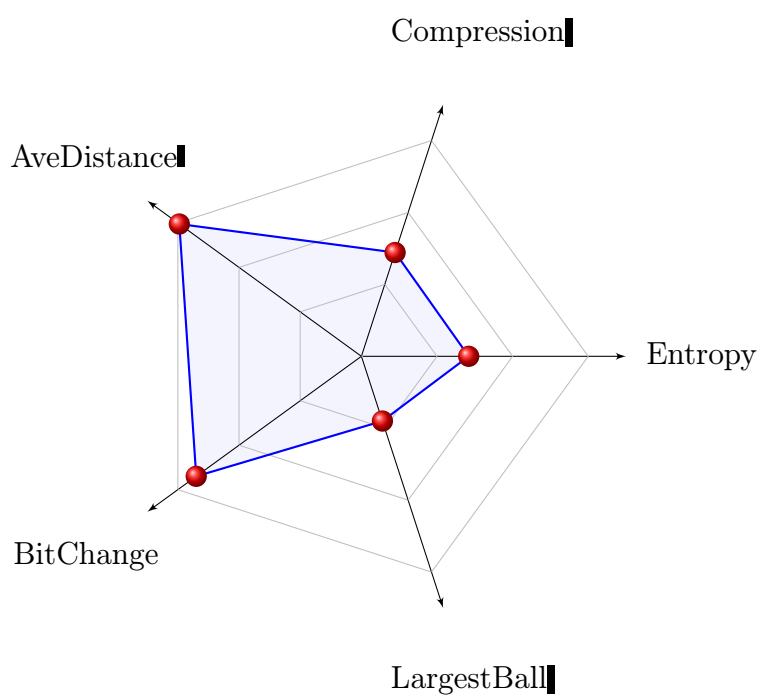 Compression
AveDistance
Entropy
BitChange
LargestBall